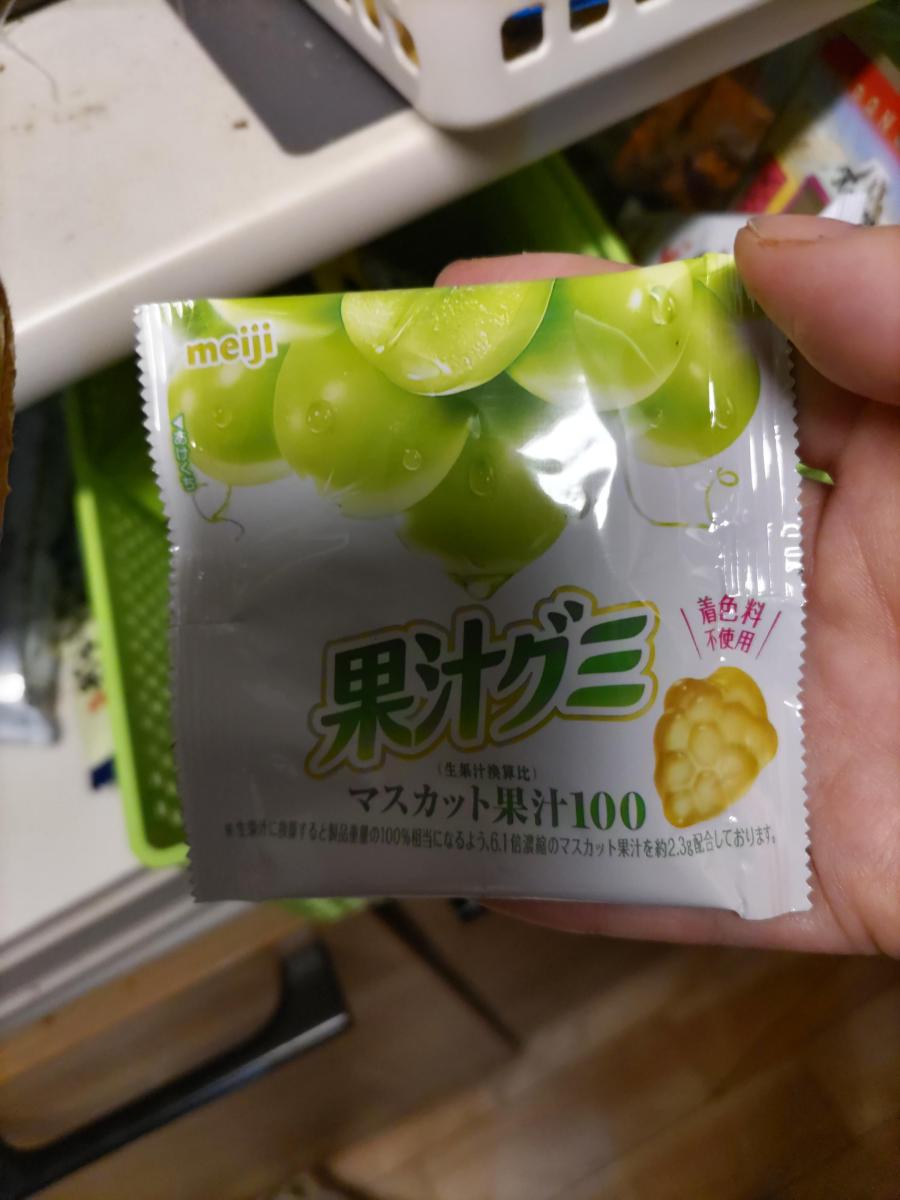 meiji
果汁グミ
着色料
不使用
(生果汁換算比)
マスカット果汁100
※生果汁に換算すると製品重量の100%相当になるよう、6.1倍濃縮のマスカット果汁を約2.3g配合しております。